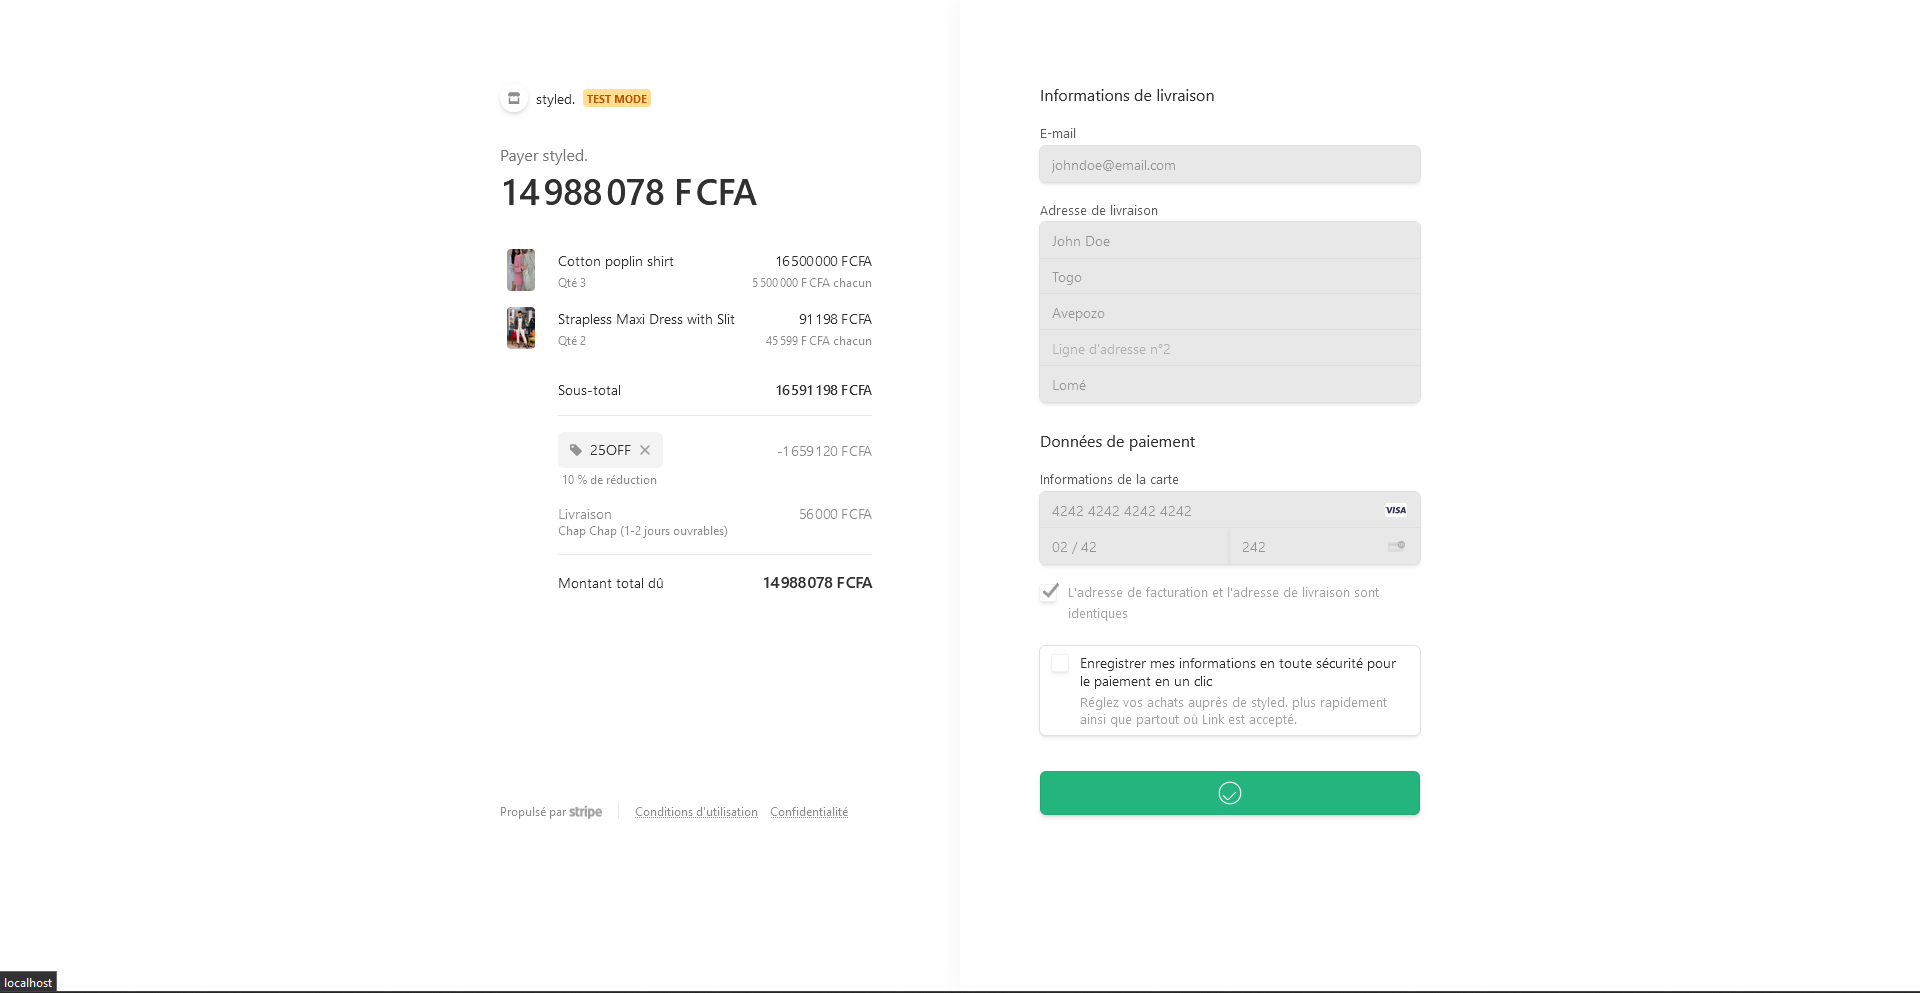 styled. TEST MODE
Payer styled.
14 988 078 F CFA
Cotton poplin shirt 16 500 000 F CFA
Qté 3 5 500 000 F CFA chacun
Strapless Maxi Dress with Slit 91 198 F CFA
Qté 2 45 599 F CFA chacun
Sous-total 16 591 198 F CFA
25OFF -1 659 120 F CFA
10 % de réduction
Livraison 56 000 F CFA
Chap Chap (1-2 jours ouvrables)
Montant total dû 14 988 078 F CFA
Propulsé par stripe Conditions d'utilisation Confidentialité
Informations de livraison
E-mail
johndoe@email.com
Adresse de livraison
John Doe
Togo
Avepozo
Ligne d'adresse n°2
Lomé
Données de paiement
Informations de la carte
4242 4242 4242 4242 VISA
02 / 42 242
L'adresse de facturation et l'adresse de livraison sont
identiques
Enregistrer mes informations en toute sécurité pour
le paiement en un clic
Réglez vos achats auprès de styled. plus rapidement
ainsi que partout où Link est accepté.
localhost